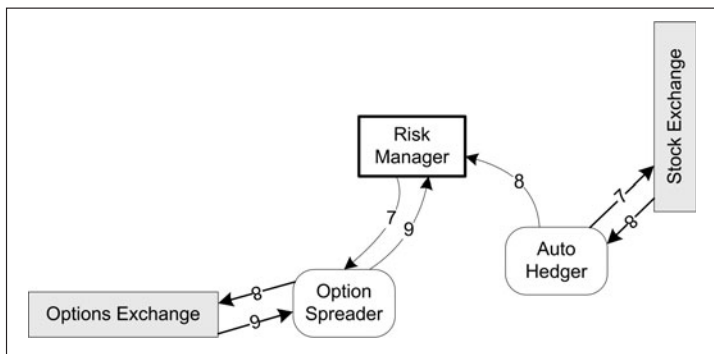 Stock Exchange
Risk
Manager
8
7
7
9
8
Auto
Hedger
8
Option
Spreader
Options Exchange
9